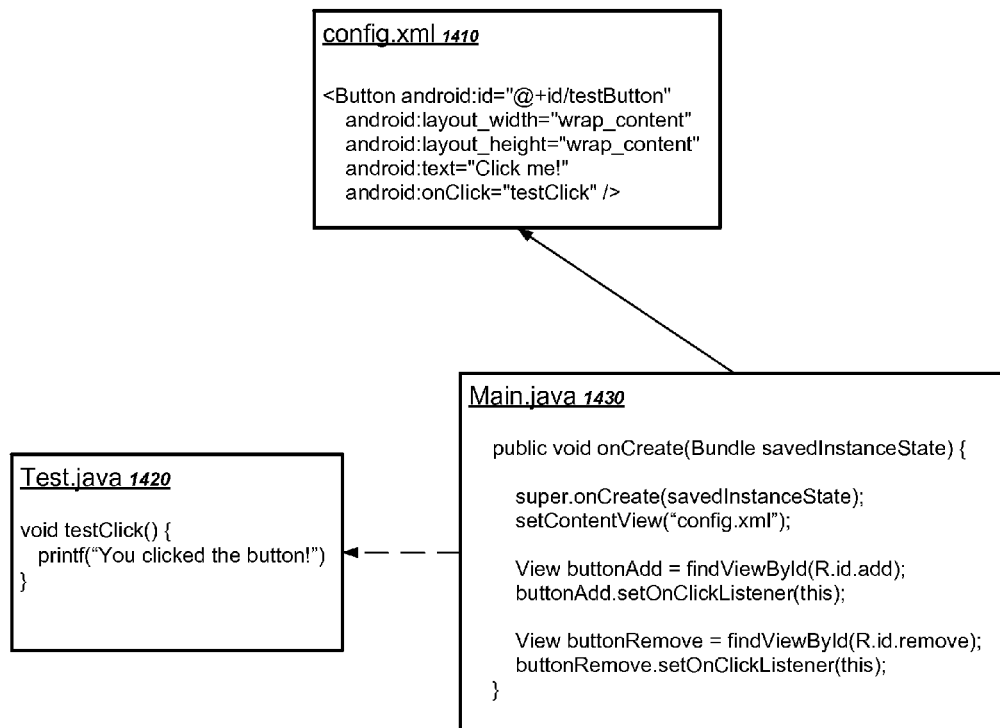 config.xml 1410
<Button android:id="@+id/testButton"
android:layout_width="wrap_content"
android:layout_height="wrap_content"
android:text="Click me!"
android:onClick="testClick" />
Main.java 1430
public void onCreate(Bundle savedInstanceState) {
super.onCreate(savedInstanceState);
setContentView(“config.xml”);
View buttonAdd = findViewById(R.id.add);
buttonAdd.setOnClickListener(this);
View buttonRemove = findViewById(R.id.remove);
buttonRemove.setOnClickListener(this);
}
Test.java 1420
void testClick() {
printf(“You clicked the button!”)
}